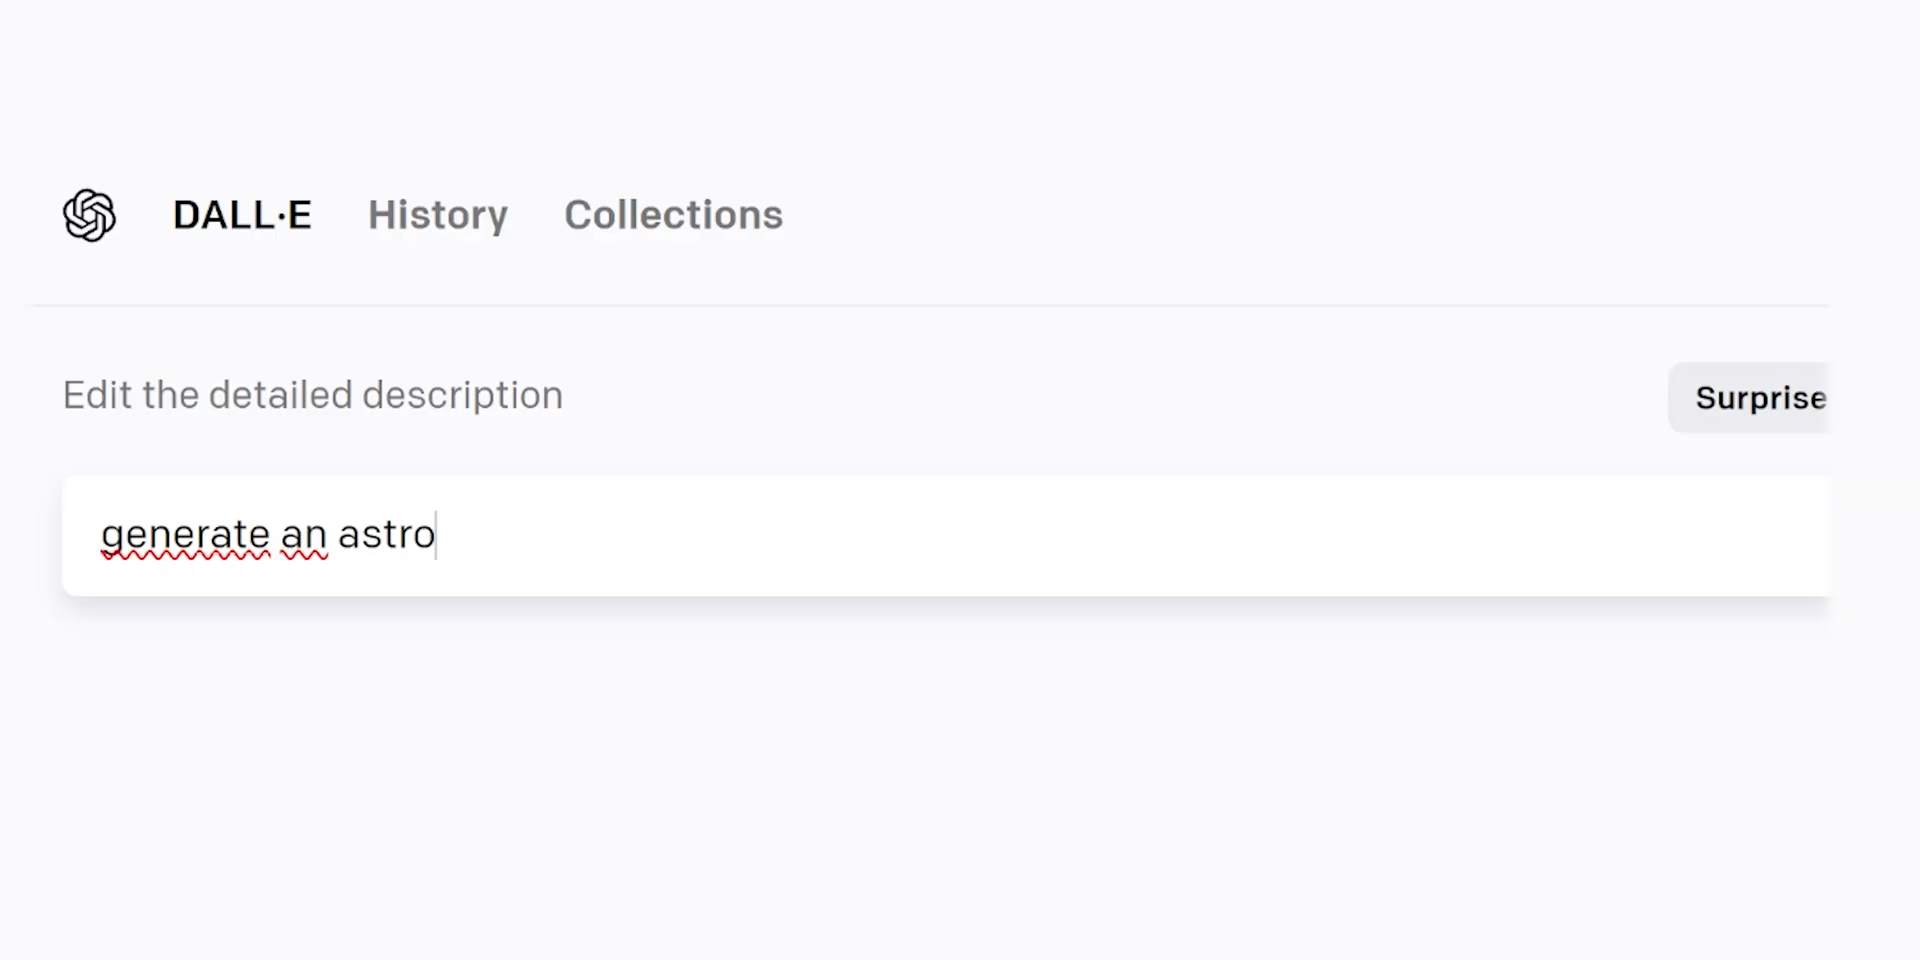 DALL·E History Collections
Edit the detailed description Surprise
generate an astro